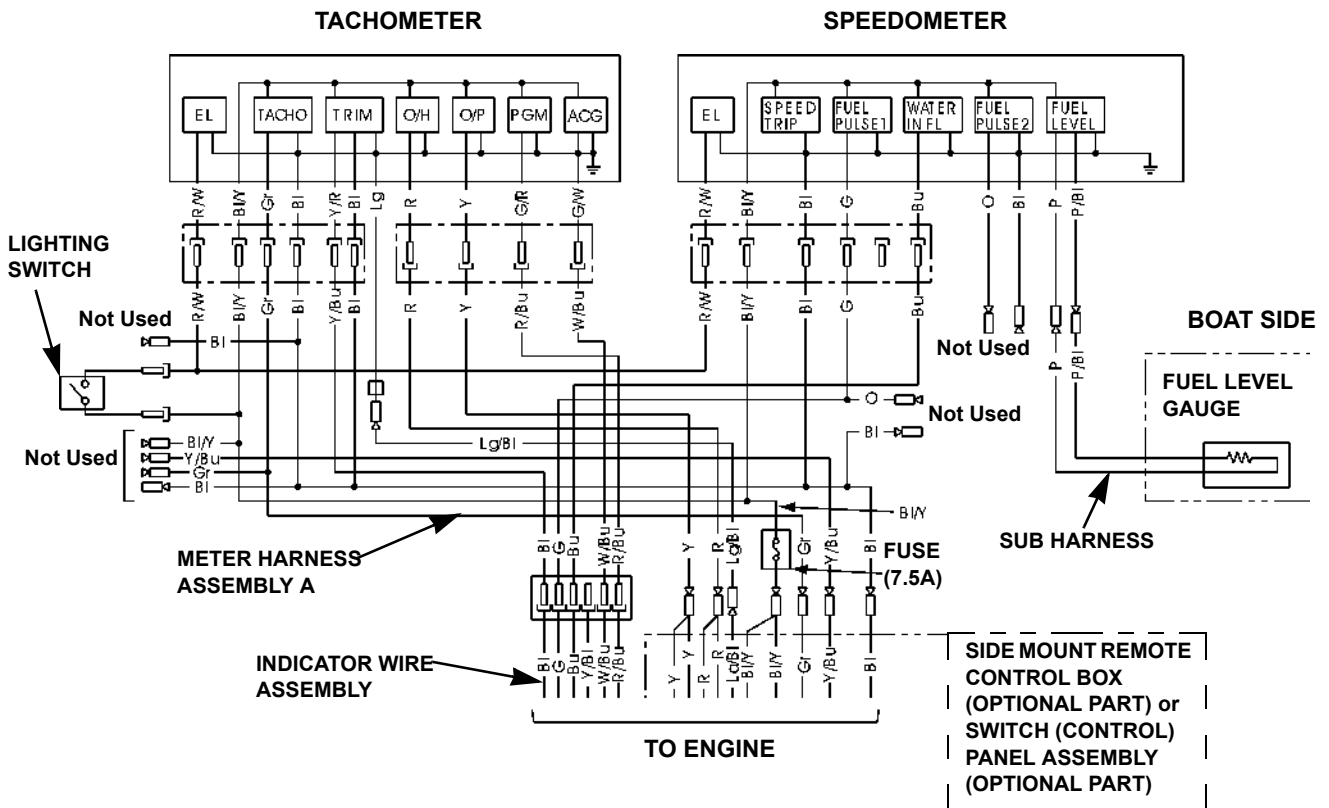 TACHOMETER
SPEEDOMETER
EL
TACHO
TRIM
O/H
O/P
PGM
ACG
EL
SPEED
TRIP
FUEL
PULSE1
WATER
IN FL
FUEL
PULSE2
FUEL
LEVEL
R/W
Bl/Y
Gr
Bl
Y/R
Bl
Lg
R
Y
G/R
G/W
R/W
Bl/Y
Bl
G
Bu
O
Bl
P
P/Bl
LIGHTING
SWITCH
R/W
Bl/Y
Gr
Bl
Y/Bu
Bl
R
Y
R/Bu
W/Bu
R/W
Bl/Y
Bl
G
Bu
Not Used
Bl
Not Used
BOAT SIDE
P
P/Bl
FUEL LEVEL
GAUGE
O
Not Used
Bl
Not Used
Bl/Y
Y/Bu
Gr
Bl
Lg/Bl
Bl/Y
SUB HARNESS
METER HARNESS
ASSEMBLY A
Bl
G
Bu
W/Bu
R/Bu
Y
R
Lg/Bl
Gr
Y/Bu
Bl
FUSE
(7.5A)
INDICATOR WIRE
ASSEMBLY
Bl
G
Bu
Y/Bl
W/Bu
R/Bu
Y
Y
R
R
Lg/Bl
Bl/Y
Bl/Y
Gr
Y/Bu
Bl
TO ENGINE
SIDE MOUNT REMOTE
CONTROL BOX
(OPTIONAL PART) or
SWITCH (CONTROL)
PANEL ASSEMBLY
(OPTIONAL PART)